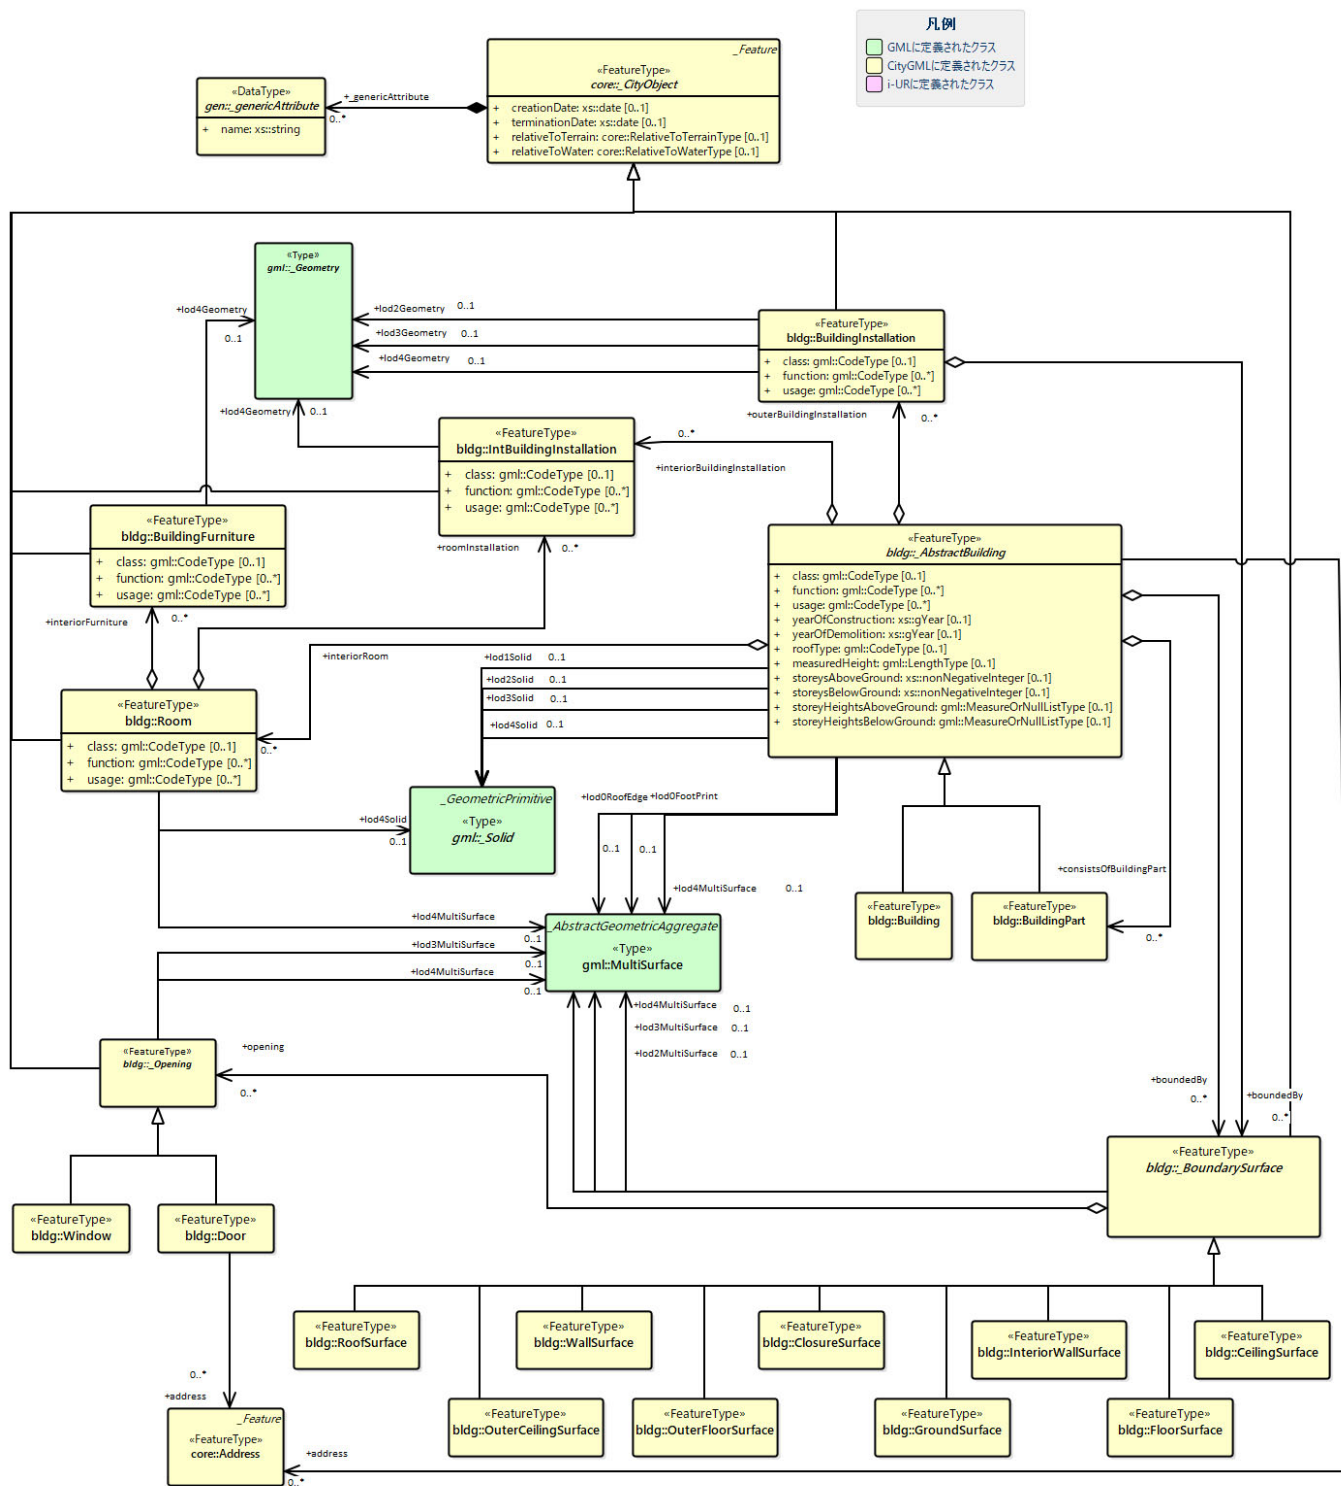 凡例
GMLに定義されたクラス
CityGMLに定義されたクラス
i-URに定義されたクラス
_Feature
«FeatureType»
core::_CityObject
+ creationDate: xs::date [0..1]
+ terminationDate: xs::date [0..1]
+ relativeToTerrain: core::RelativeToTerrainType [0..1]
+ relativeToWater: core::RelativeToWaterType [0..1]
«DataType»
gen::_genericAttribute
+ name: xs::string
+_genericAttribute
0..*
«Type»
gml::_Geometry
+lod4Geometry
0..1
+lod2Geometry 0..1
+lod3Geometry 0..1
+lod4Geometry 0..1
+lod4Geometry 0..1
«FeatureType»
bldg::BuildingInstallation
+ class: gml::CodeType [0..1]
+ function: gml::CodeType [0..*]
+ usage: gml::CodeType [0..*]
+outerBuildingInstallation 0..*
«FeatureType»
bldg::IntBuildingInstallation
+ class: gml::CodeType [0..1]
+ function: gml::CodeType [0..*]
+ usage: gml::CodeType [0..*]
0..*
+interiorBuildingInstallation
+roomInstallation 0..*
«FeatureType»
bldg::BuildingFurniture
+ class: gml::CodeType [0..1]
+ function: gml::CodeType [0..*]
+ usage: gml::CodeType [0..*]
+interiorFurniture 0..*
«FeatureType»
bldg::_AbstractBuilding
+ class: gml::CodeType [0..1]
+ function: gml::CodeType [0..*]
+ usage: gml::CodeType [0..*]
+ yearOfConstruction: xs::gYear [0..1]
+ yearOfDemolition: xs::gYear [0..1]
+ roofType: gml::CodeType [0..1]
+ measuredHeight: gml::LengthType [0..1]
+ storeysAboveGround: xs::nonNegativeInteger [0..1]
+ storeysBelowGround: xs::nonNegativeInteger [0..1]
+ storeyHeightsAboveGround: gml::MeasureOrNullListType [0..1]
+ storeyHeightsBelowGround: gml::MeasureOrNullListType [0..1]
+interiorRoom
0..*
+lod1Solid 0..1
+lod2Solid 0..1
+lod3Solid 0..1
+lod4Solid 0..1
«FeatureType»
bldg::Room
+ class: gml::CodeType [0..1]
+ function: gml::CodeType [0..*]
+ usage: gml::CodeType [0..*]
_GeometricPrimitive
«Type»
gml::_Solid
+lod4Solid
0..1
+lod0RoofEdge +lod0FootPrint
0..1 0..1
+lod4MultiSurface 0..1
+consistsOfBuildingPart
0..*
«FeatureType»
bldg::Building
«FeatureType»
bldg::BuildingPart
_AbstractGeometricAggregate
«Type»
gml::MultiSurface
+lod4MultiSurface
0..1
+lod3MultiSurface
0..1
+lod4MultiSurface
0..1
+lod4MultiSurface 0..1
+lod3MultiSurface 0..1
+lod2MultiSurface 0..1
«FeatureType»
bldg::_Opening
+opening
0..*
+boundedBy
0..*
+boundedBy
0..*
«FeatureType»
bldg::_BoundarySurface
«FeatureType»
bldg::Window
«FeatureType»
bldg::Door
«FeatureType»
bldg::RoofSurface
«FeatureType»
bldg::WallSurface
«FeatureType»
bldg::ClosureSurface
«FeatureType»
bldg::InteriorWallSurface
«FeatureType»
bldg::CeilingSurface
«FeatureType»
bldg::OuterCeilingSurface
«FeatureType»
bldg::OuterFloorSurface
«FeatureType»
bldg::GroundSurface
«FeatureType»
bldg::FloorSurface
0..*
+address
_Feature
«FeatureType»
core::Address
+address
0..*